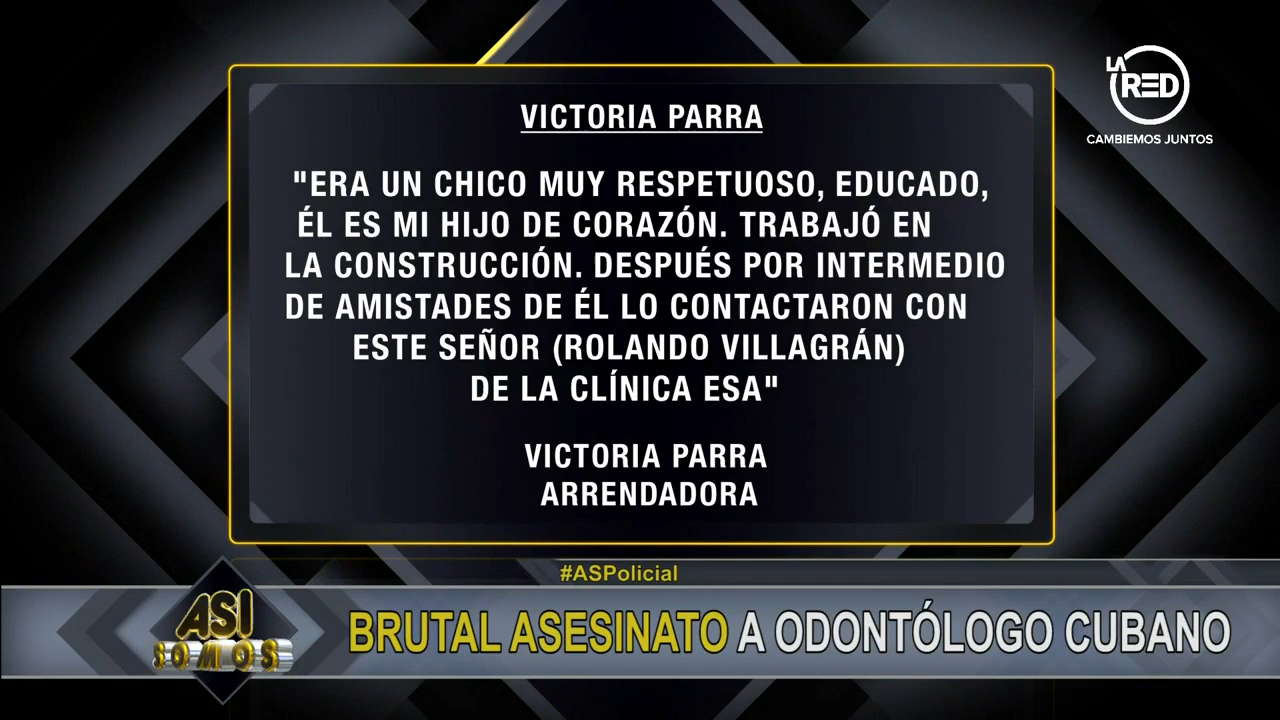 LA
RED
CAMBIEMOS JUNTOS
VICTORIA PARRA
"ERA UN CHICO MUY RESPETUOSO, EDUCADO,
ÉL ES MI HIJO DE CORAZÓN. TRABAJÓ EN
LA CONSTRUCCIÓN. DESPUÉS POR INTERMEDIO
DE AMISTADES DE ÉL LO CONTACTARON CON
ESTE SEÑOR (ROLANDO VILLAGRÁN)
DE LA CLÍNICA ESA"
VICTORIA PARRA
ARRENDADORA
#ASPolicial
ASI
SOMOS
BRUTAL ASESINATO A ODONTÓLOGO CUBANO